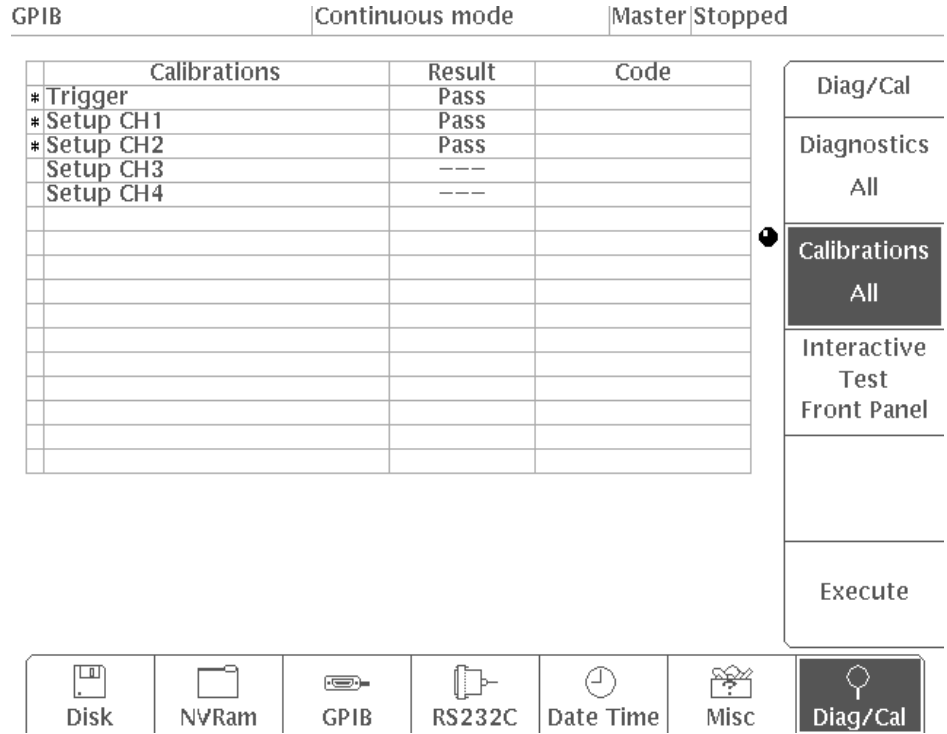 GPIB Continuous mode Master Stopped
Calibrations Result Code
* Trigger Pass
* Setup CH1 Pass
* Setup CH2 Pass
Setup CH3 ---
Setup CH4 ---
Diag/Cal
Diagnostics
All
Calibrations
All
Interactive
Test
Front Panel
Execute
?
Disk NVRam GPIB RS232C Date Time Misc Diag/Cal